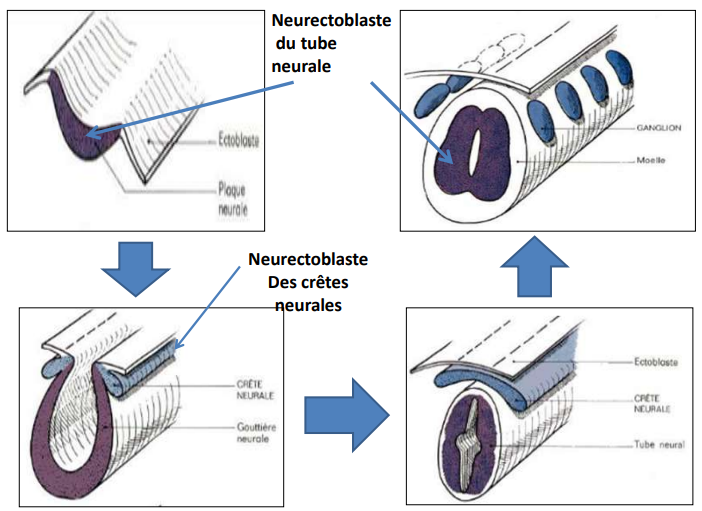 Neurectoblaste
du tube
neurale
Ectoblaste
Plaque
neurale
GANGLION
Moelle
Neurectoblaste
Des crêtes
neurales
CRÊTE
NEURALE
Gouttière
neurale
Ectoblaste
CRÊTE
NEURALE
Tube neural